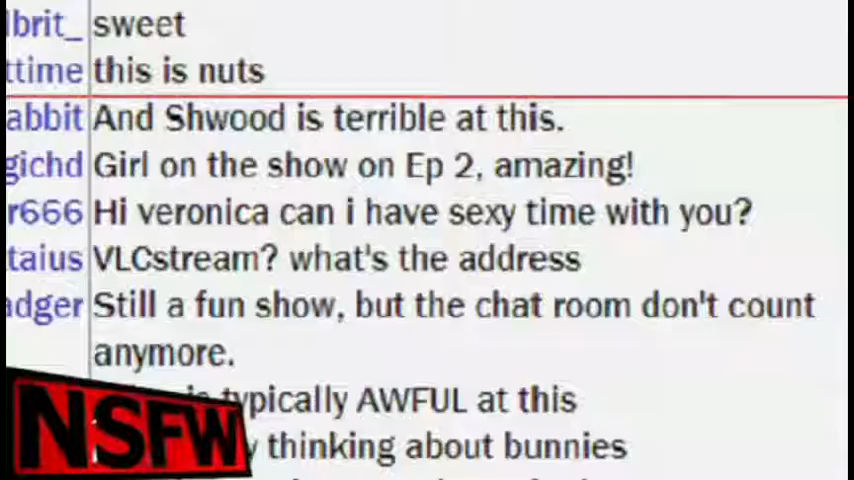 lbrit_ sweet
ttime this is nuts
abbit And Shwood is terrible at this.
gichd Girl on the show on Ep 2, amazing!
r666 Hi veronica can i have sexy time with you?
taius VLCstream? what's the address
adger Still a fun show, but the chat room don't count
anymore.
typically AWFUL at this
thinking about bunnies
NSFW